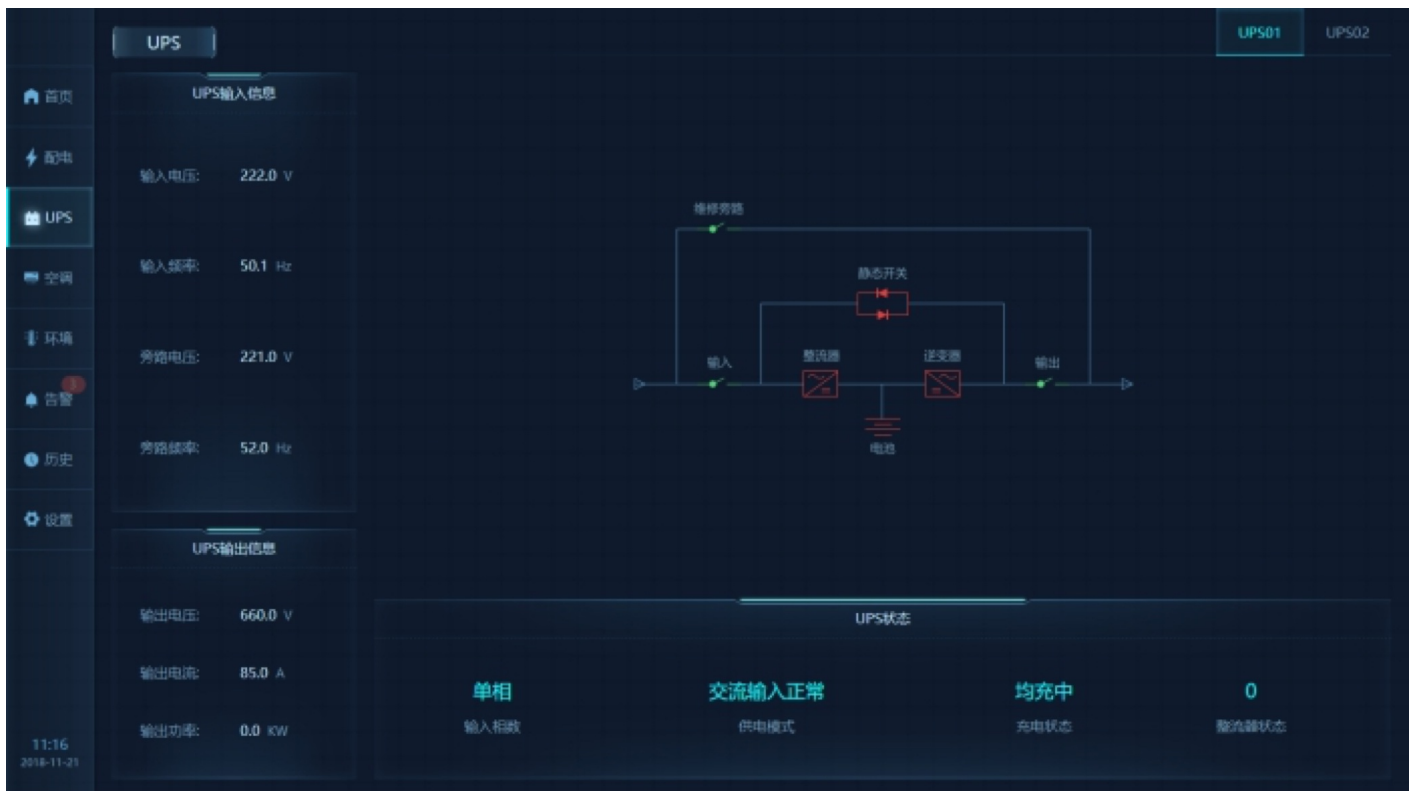 UPS
UPS01
UPS02
首页
配电
UPS
空调
环境
3
告警
历史
设置
11:16
2018-11-21
UPS输入信息
输入电压: 222.0 V
输入频率: 50.1 Hz
旁路电压: 221.0 V
旁路频率: 52.0 Hz
UPS输出信息
输出电压: 660.0 V
输出电流: 85.0 A
输出功率: 0.0 KW
维修旁路
静态开关
输入
整流器
逆变器
输出
电池
UPS状态
单相
交流输入正常
均充中
0
输入相数
供电模式
充电状态
整流器状态